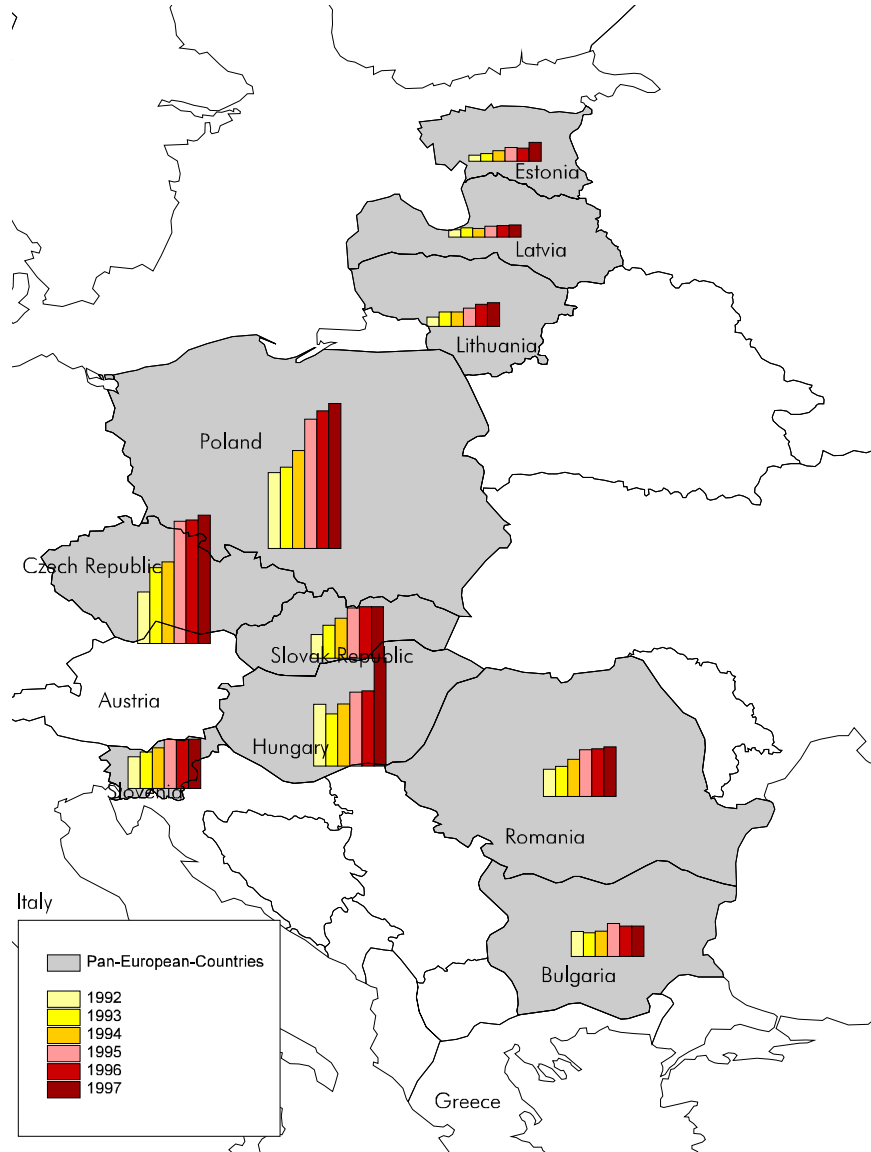 Estonia
Latvia
Lithuania
Poland
Czech Republic
Slovak Republic
Austria
Hungary
Slovenia
Romania
Italy
Bulgaria
Greece
Pan-European-Countries
1992
1993
1994
1995
1996
1997